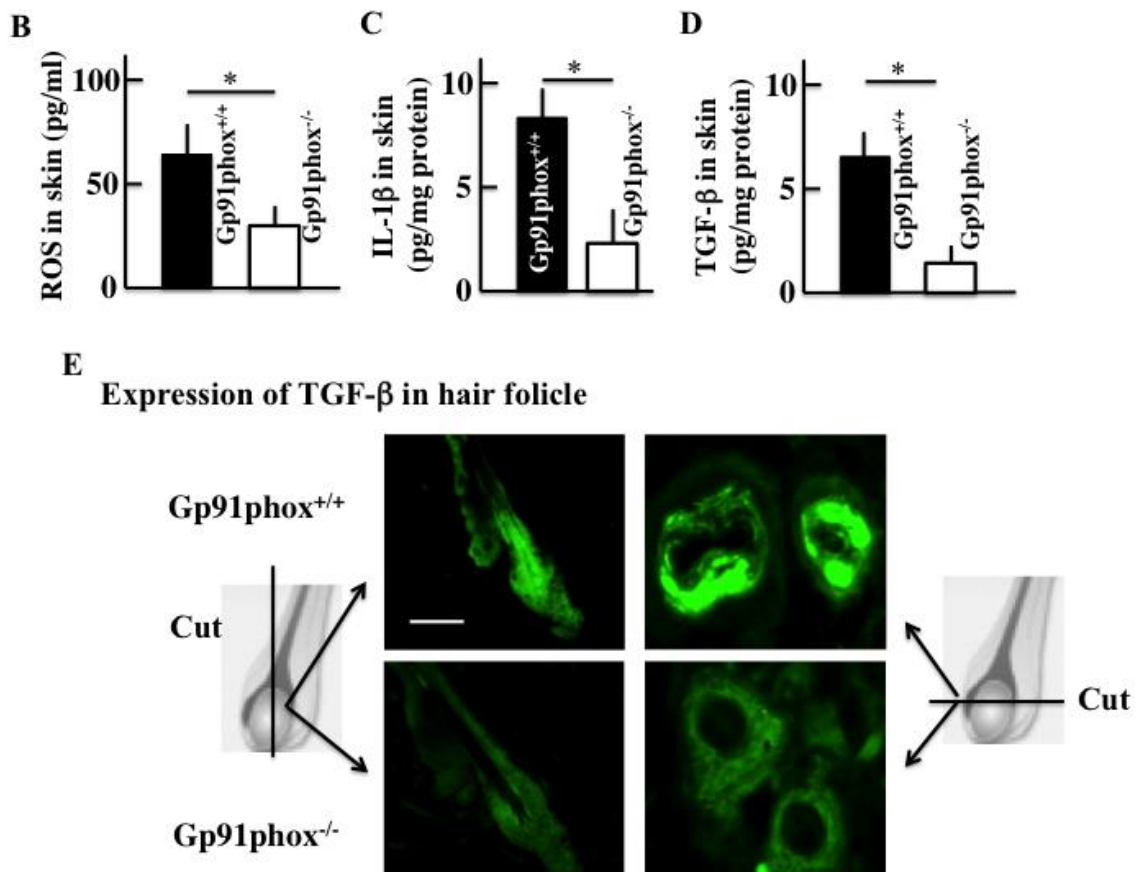 B
ROS in skin (pg/ml)
100
50
0
*
Gp91phox+/+
Gp91phox-/-
C
IL-1β in skin
(pg/mg protein)
10
5
0
*
Gp91phox+/+
Gp91phox-/-
D
TGF-β in skin
(pg/mg protein)
10
5
0
*
Gp91phox+/+
Gp91phox-/-
E
Expression of TGF-β in hair folicle
Gp91phox+/+
Cut
Cut
Gp91phox-/-